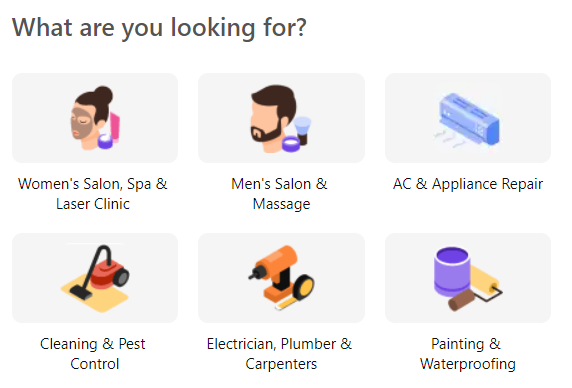 What are you looking for?
Women's Salon, Spa &
Laser Clinic
Men's Salon &
Massage
AC & Appliance Repair
Cleaning & Pest
Control
Electrician, Plumber &
Carpenters
Painting &
Waterproofing